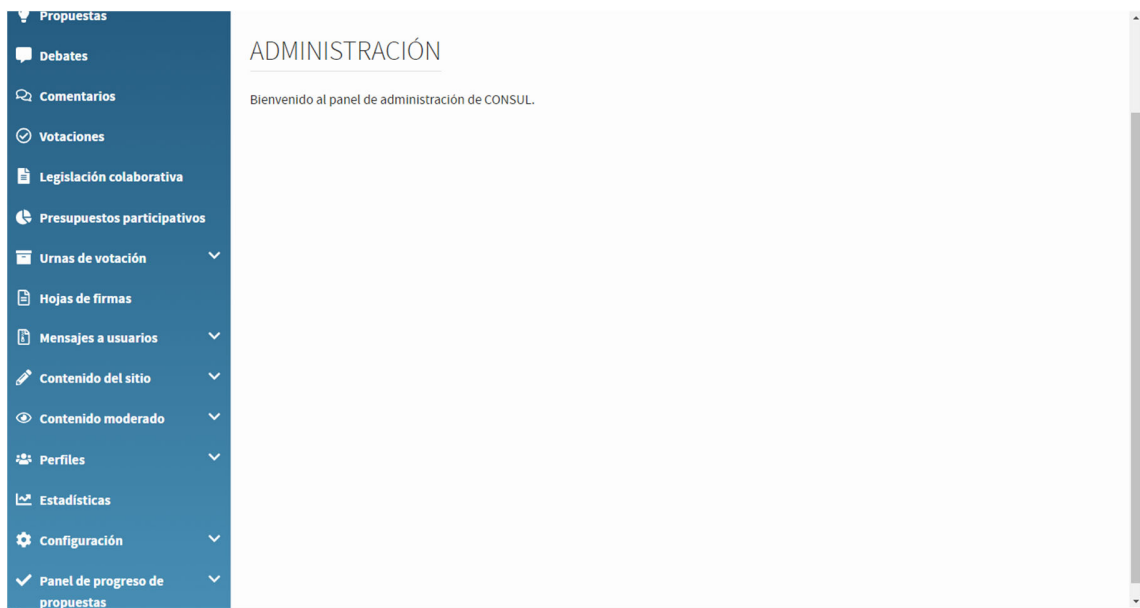 Propuestas
Debates
Comentarios
Votaciones
Legislación colaborativa
Presupuestos participativos
Urnas de votación
Hojas de firmas
Mensajes a usuarios
Contenido del sitio
Contenido moderado
Perfiles
Estadísticas
Configuración
Panel de progreso de
propuestas
ADMINISTRACIÓN
Bienvenido al panel de administración de CONSUL.